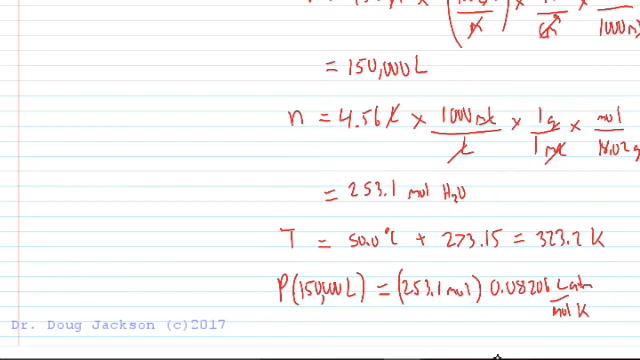 = 150,000 L
n = 4.56 L × 1000 mL / L × 1 g / 1 mL × mol / 18.02 g
= 253.1 mol H₂O
T = 50.0°C + 273.15 = 323.2 K
P(150,000 L) = (253.1 mol) 0.08206 L atm / mol K
Dr. Doug Jackson (c)2017